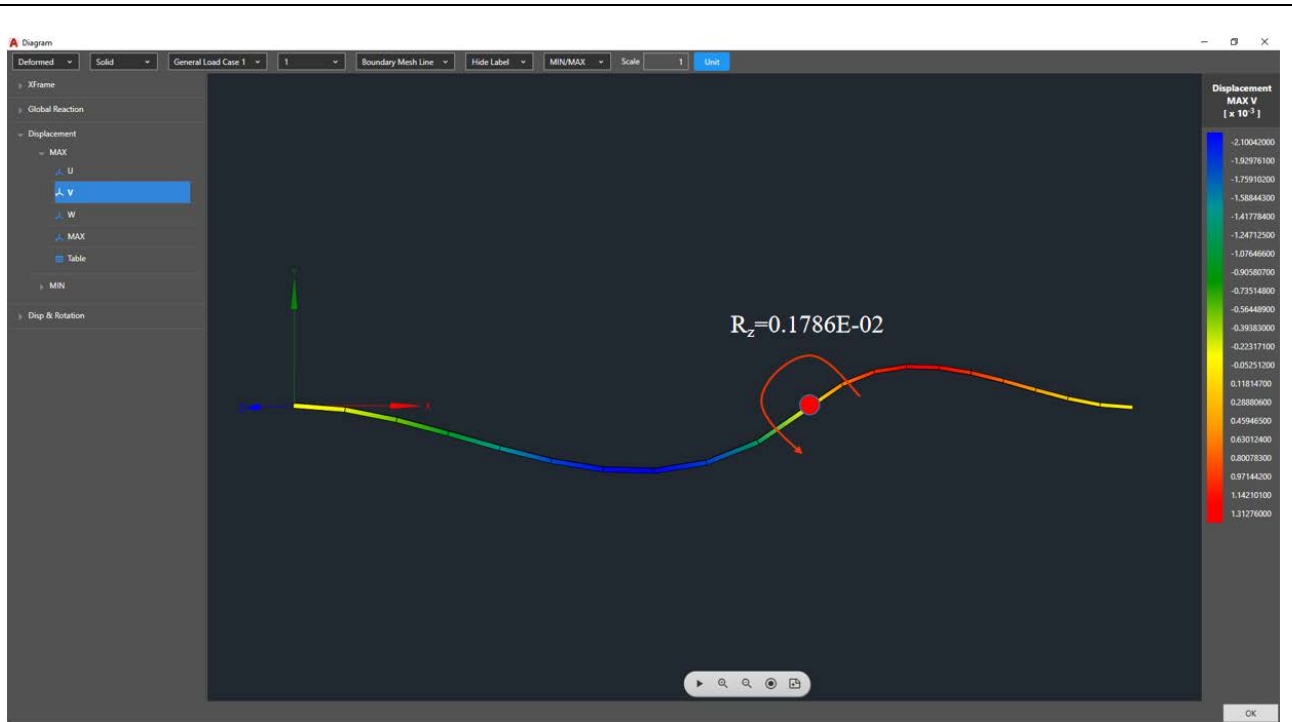 Diagram
Deformed Solid General Load Case 1 1 Boundary Mesh Line Hide Label MIN/MAX Scale 1 Unit
XFrame
Global Reaction
Displacement
MAX
U
V
W
MAX
Table
MIN
Disp & Rotation
Y
X
R_z=0.1786E-02
Displacement
MAX V
[ x 10^-3 ]
-2.10042000
-1.92976100
-1.75910200
-1.58844300
-1.41778400
-1.24712500
-1.07646600
-0.90580700
-0.73514800
-0.56448900
-0.39383000
-0.22317100
-0.05251200
0.11814700
0.28880600
0.45946500
0.63012400
0.80078300
0.97144200
1.14210100
1.31276000
OK